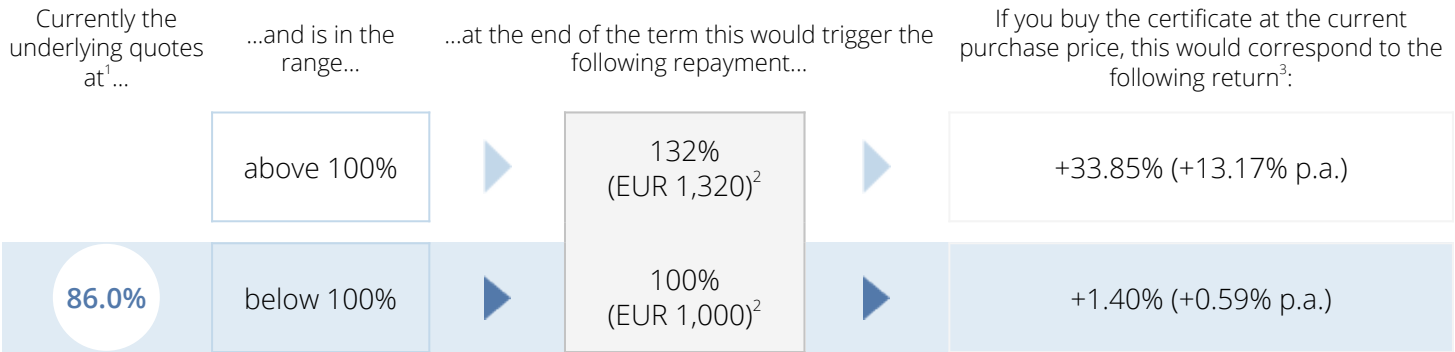 Currently the
underlying quotes
at¹...
...and is in the
range...
...at the end of the term this would trigger the
following repayment...
If you buy the certificate at the current
purchase price, this would correspond to the
following return³:
above 100%
132%
(EUR 1,320)²
+33.85% (+13.17% p.a.)
86.0%
below 100%
100%
(EUR 1,000)²
+1.40% (+0.59% p.a.)